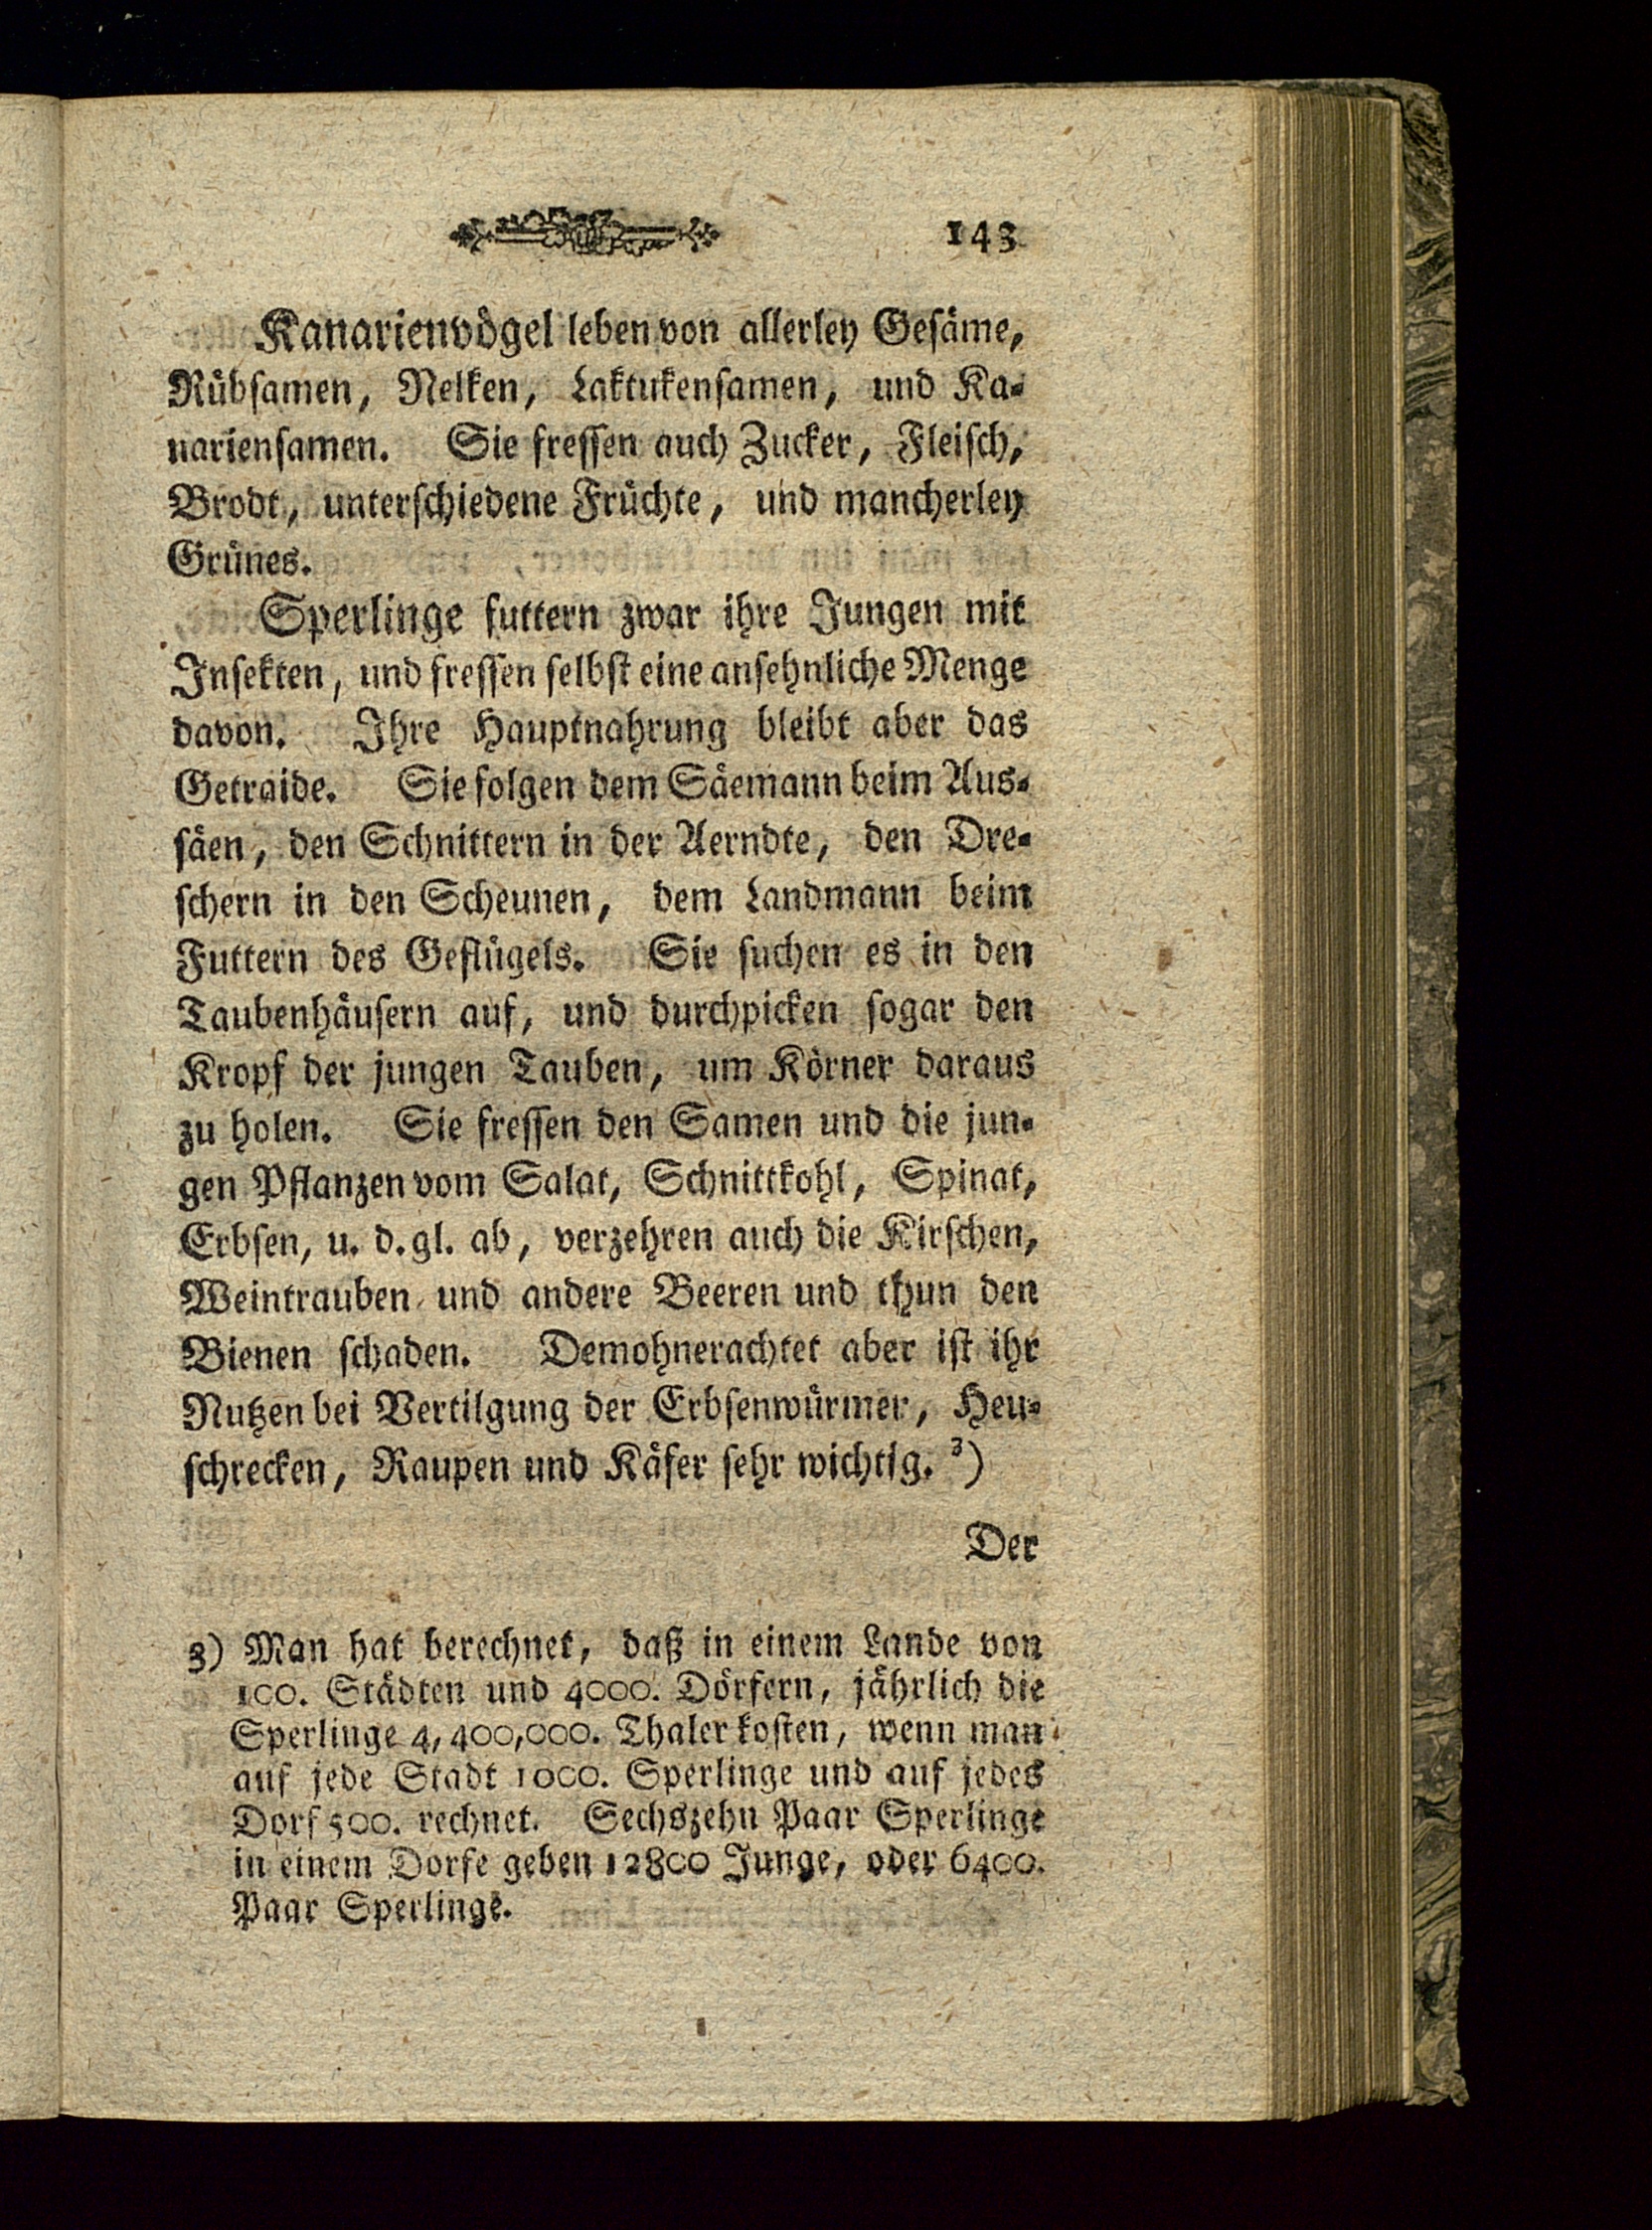 143
Kanarienvögel leben von allerley Gesäme,
Rübsamen, Nelken, Laktukensamen, und Ka-
nariensamen. Sie fressen auch Zucker, Fleisch,
Brodt, unterschiedene Früchte, und mancherley
Grünes.
Sperlinge futtern zwar ihre Jungen mit
Insekten, und fressen selbst eine ansehnliche Menge
davon. Ihre Hauptnahrung bleibt aber das
Getraide. Sie folgen dem Säemann beim Aus-
säen, den Schnittern in der Aerndte, den Dre-
schern in den Scheunen, dem Landmann beim
Futtern des Geflügels. Sie suchen es in den
Taubenhäusern auf, und durchpicken sogar den
Kropf der jungen Tauben, um Körner daraus
zu holen. Sie fressen den Samen und die jun-
gen Pflanzen vom Salat, Schnittkohl, Spinat,
Erbsen, u. d. gl. ab, verzehren auch die Kirschen,
Weintrauben und andere Beeren und thun den
Bienen schaden. Demohnerachtet aber ist ihr
Nutzen bei Vertilgung der Erbsenwürmer, Heu-
schrecken, Raupen und Käfer sehr wichtig. 3)
Der
3) Man hat berechnet, daß in einem Lande von
100. Städten und 4000. Dörfern, jährlich die
Sperlinge 4,400,000. Thaler kosten, wenn man
auf jede Stadt 1000. Sperlinge und auf jedes
Dorf 500. rechnet. Sechszehn Paar Sperlinge
in einem Dorfe geben 12800 Junge, oder 6400.
Paar Sperlinge.